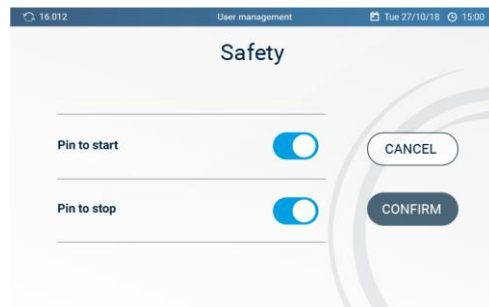 16.012 User management Tue 27/10/18 15:00
Safety
Pin to start CANCEL
Pin to stop CONFIRM